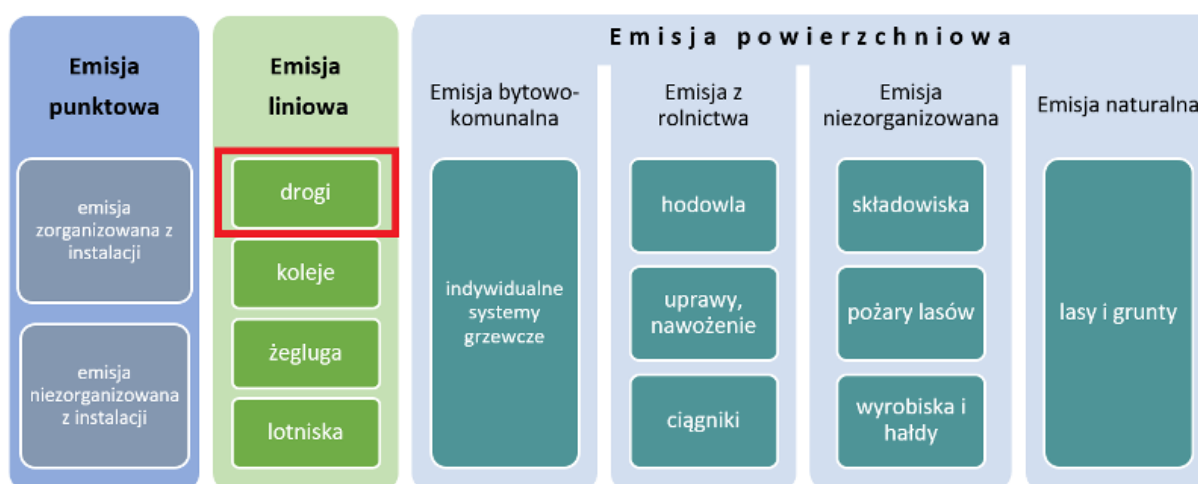 Emisja
punktowa
emisja
zorganizowana z
instalacji
emisja
niezorganizowana
z instalacji
Emisja
liniowa
drogi
koleje
żegluga
lotniska
Emisja powierzchniowa
Emisja bytowo-
komunalna
indywidualne
systemy
grzewcze
Emisja z
rolnictwa
hodowla
uprawy,
nawożenie
ciągniki
Emisja
niezorganizowana
składowiska
pożary lasów
wyrobiska i
hałdy
Emisja naturalna
lasy i grunty